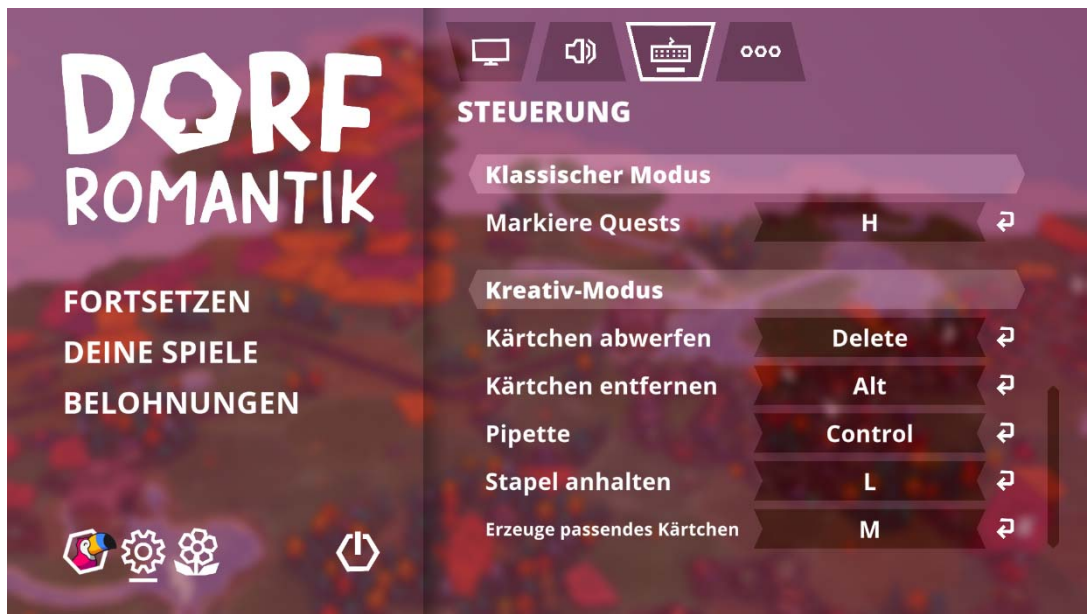 DORF
ROMANTIK
FORTSETZEN
DEINE SPIELE
BELOHNUNGEN
STEUERUNG
Klassischer Modus
Markiere Quests H
Kreativ-Modus
Kärtchen abwerfen Delete
Kärtchen entfernen Alt
Pipette Control
Stapel anhalten L
Erzeuge passendes Kärtchen M